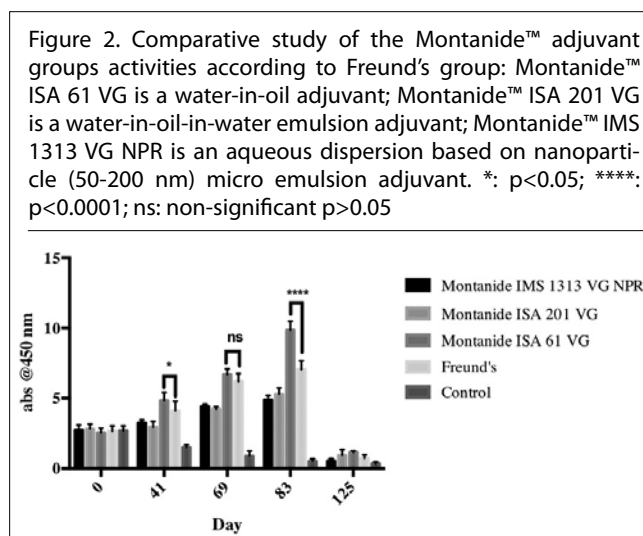 Figure 2. Comparative study of the Montanide™ adjuvant
groups activities according to Freund's group: Montanide™
ISA 61 VG is a water-in-oil adjuvant; Montanide™ ISA 201 VG
is a water-in-oil-in-water emulsion adjuvant; Montanide™ IMS
1313 VG NPR is an aqueous dispersion based on nanoparti-
cle (50-200 nm) micro emulsion adjuvant. *: p<0.05; ****:
p<0.0001; ns: non-significant p>0.05
abs @450 nm
15
10
5
0
*
ns
****
0
41
69
83
125
Day
Montanide IMS 1313 VG NPR
Montanide ISA 201 VG
Montanide ISA 61 VG
Freund's
Control